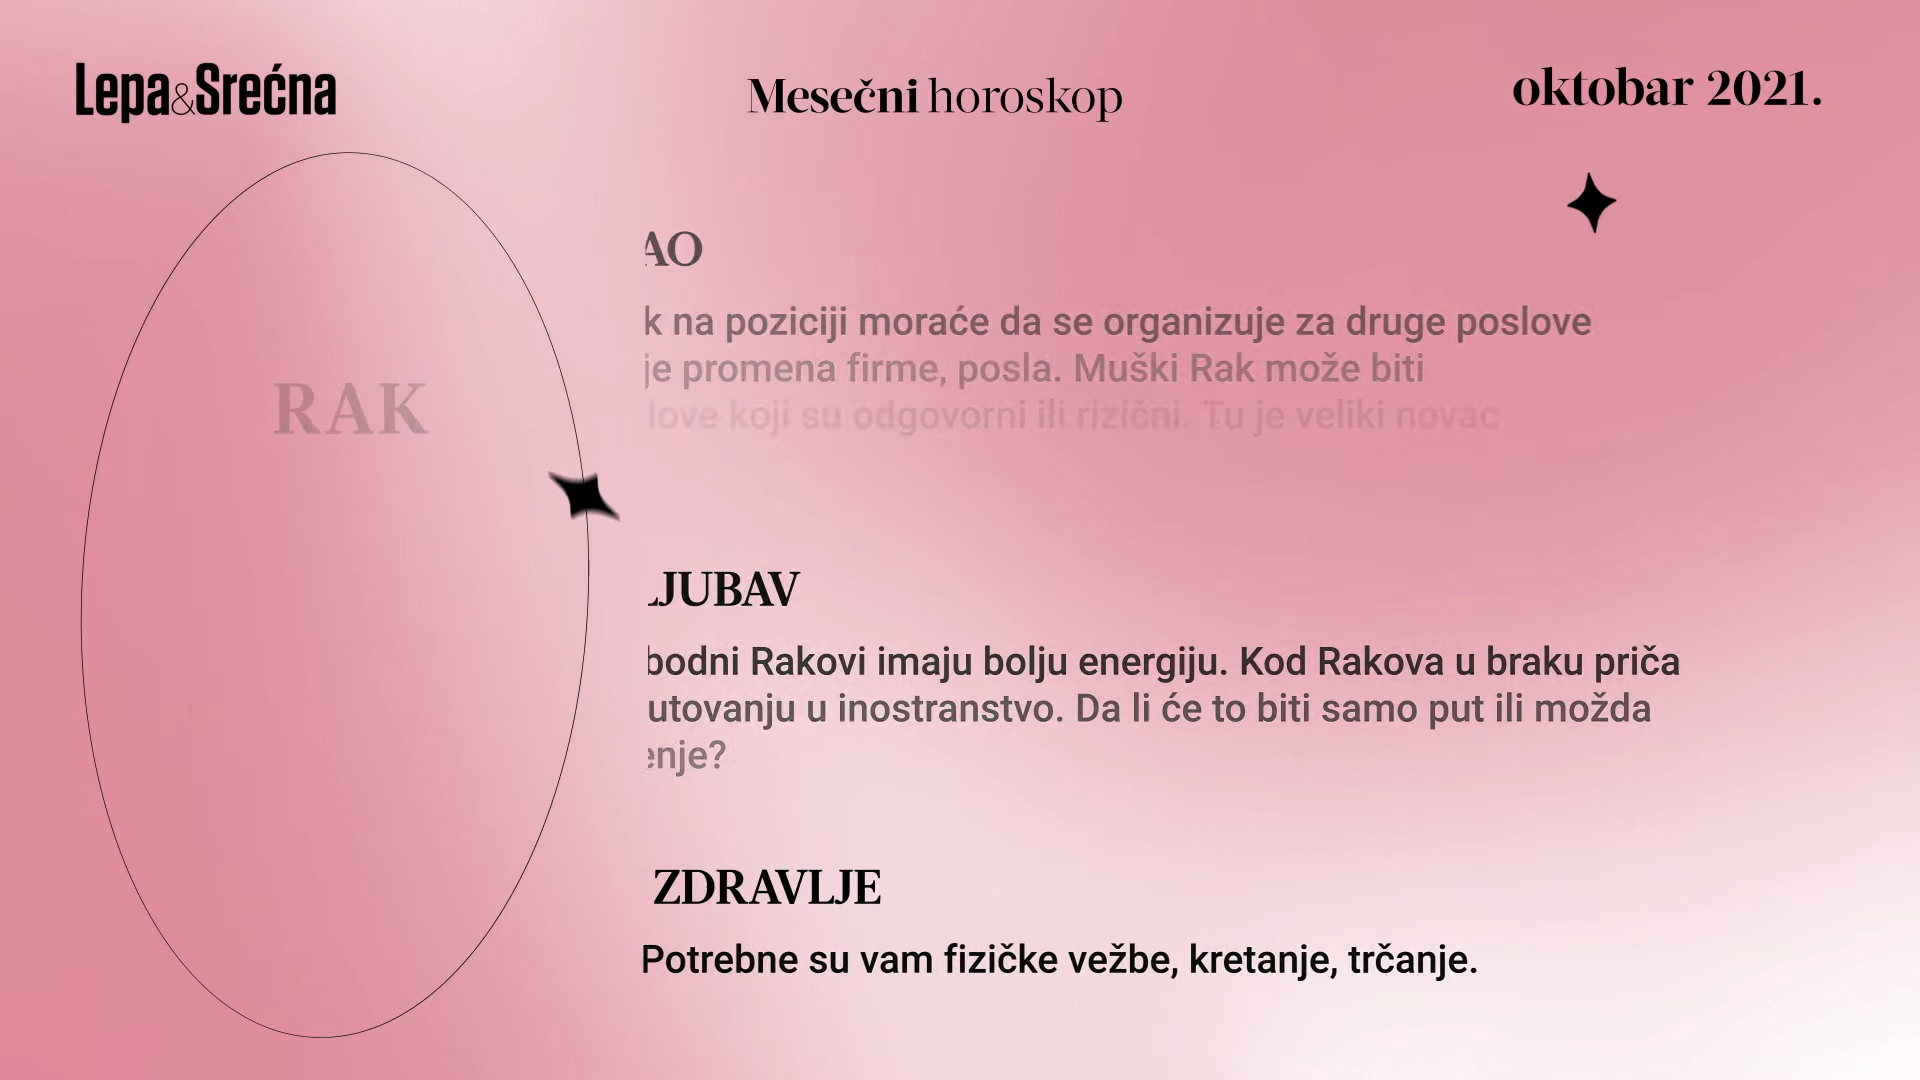 Lepa&Srećna
Mesečni horoskop
oktobar 2021.
RAK
AO
k na poziciji moraće da se organizuje za druge poslove
je promena firme, posla. Muški Rak može biti
love koji su odgovorni ili rizični. Tu je veliki novac
LJUBAV
bodni Rakovi imaju bolju energiju. Kod Rakova u braku priča
utovanju u inostranstvo. Da li će to biti samo put ili možda
enje?
ZDRAVLJE
Potrebne su vam fizičke vežbe, kretanje, trčanje.